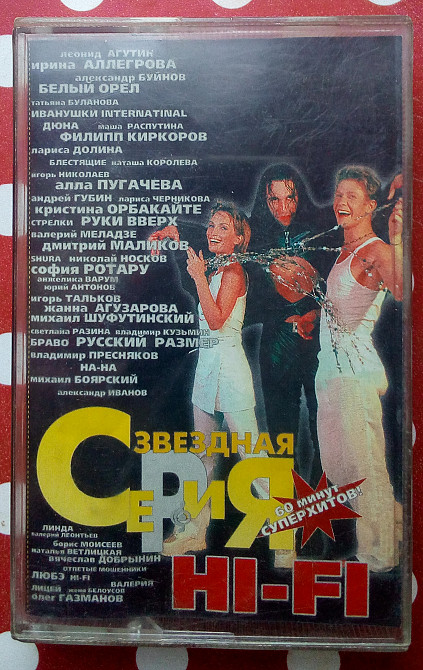 леонид АГУТИН
ирина АЛЛЕГРОВА
александр БУЙНОВ
БЕЛЫЙ ОРЕЛ
татьяна БУЛАНОВА
ИВАНУШКИ INTERNATINAL
ДЮНА маша РАСПУТИНА
ФИЛИПП КИРКОРОВ
лариса ДОЛИНА
БЛЕСТЯЩИЕ наташа КОРОЛЕВА
игорь НИКОЛАЕВ
алла ПУГАЧЕВА
андрей ГУБИН лариса ЧЕРНИКОВА
кристина ОРБАКАЙТЕ
СТРЕЛКИ РУКИ ВВЕРХ
валерий МЕЛАДЗЕ
дмитрий МАЛИКОВ
SHURA николай НОСКОВ
софия РОТАРУ
анжелика ВАРУМ
юрий АНТОНОВ
игорь ТАЛЬКОВ
жанна АГУЗАРОВА
михаил ШУФУТИНСКИЙ
светлана РАЗИНА владимир КУЗЬМИН
БРАВО РУССКИЙ РАЗМЕР
владимир ПРЕСНЯКОВ
НА-НА
михаил БОЯРСКИЙ
александр ИВАНОВ
ЗВЕЗДНАЯ
СЕРИЯ
60 минут
СУПЕРХИТОВ!
HI-FI
ЛИНДА
валерий ЛЕОНТЬЕВ
борис МОИСЕЕВ
наталья ВЕТЛИЦКАЯ
вячеслав ДОБРЫНИН
ОТПЕТЫЕ МОШЕННИКИ
ЛЮБЭ HI-FI
ВАЛЕРИЯ
ЛИЦЕЙ женя БЕЛОУСОВ
олег ГАЗМАНОВ